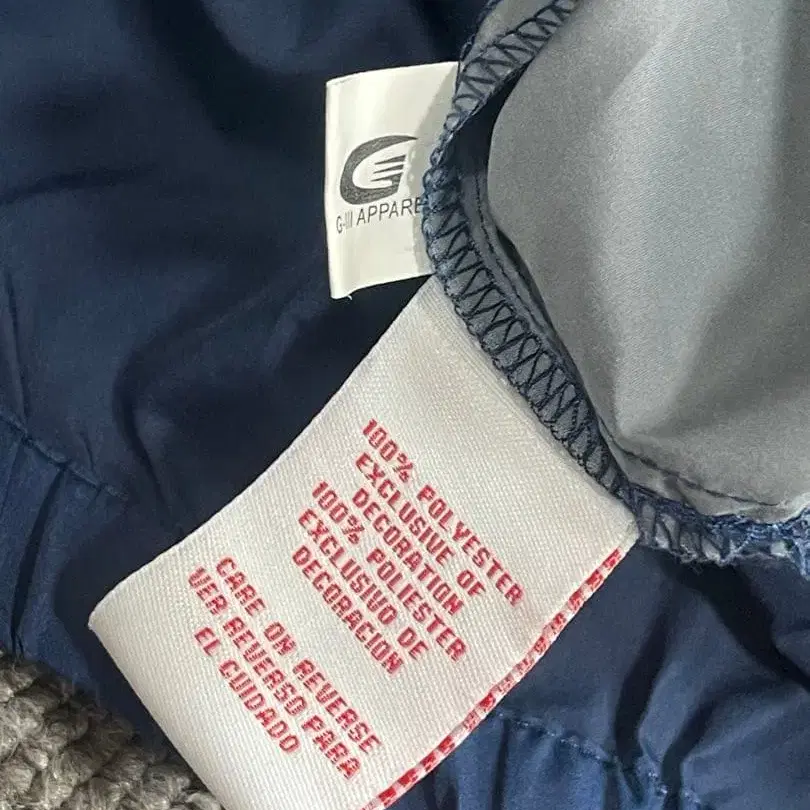 G-III APPARE
100% POLYESTER
EXCLUSIVE OF
DECORATION
100% POLIESTER
EXCLUSIVO DE
DECORACION
CARE ON REVERSE
VER REVERSO PARA
EL CUIDADO